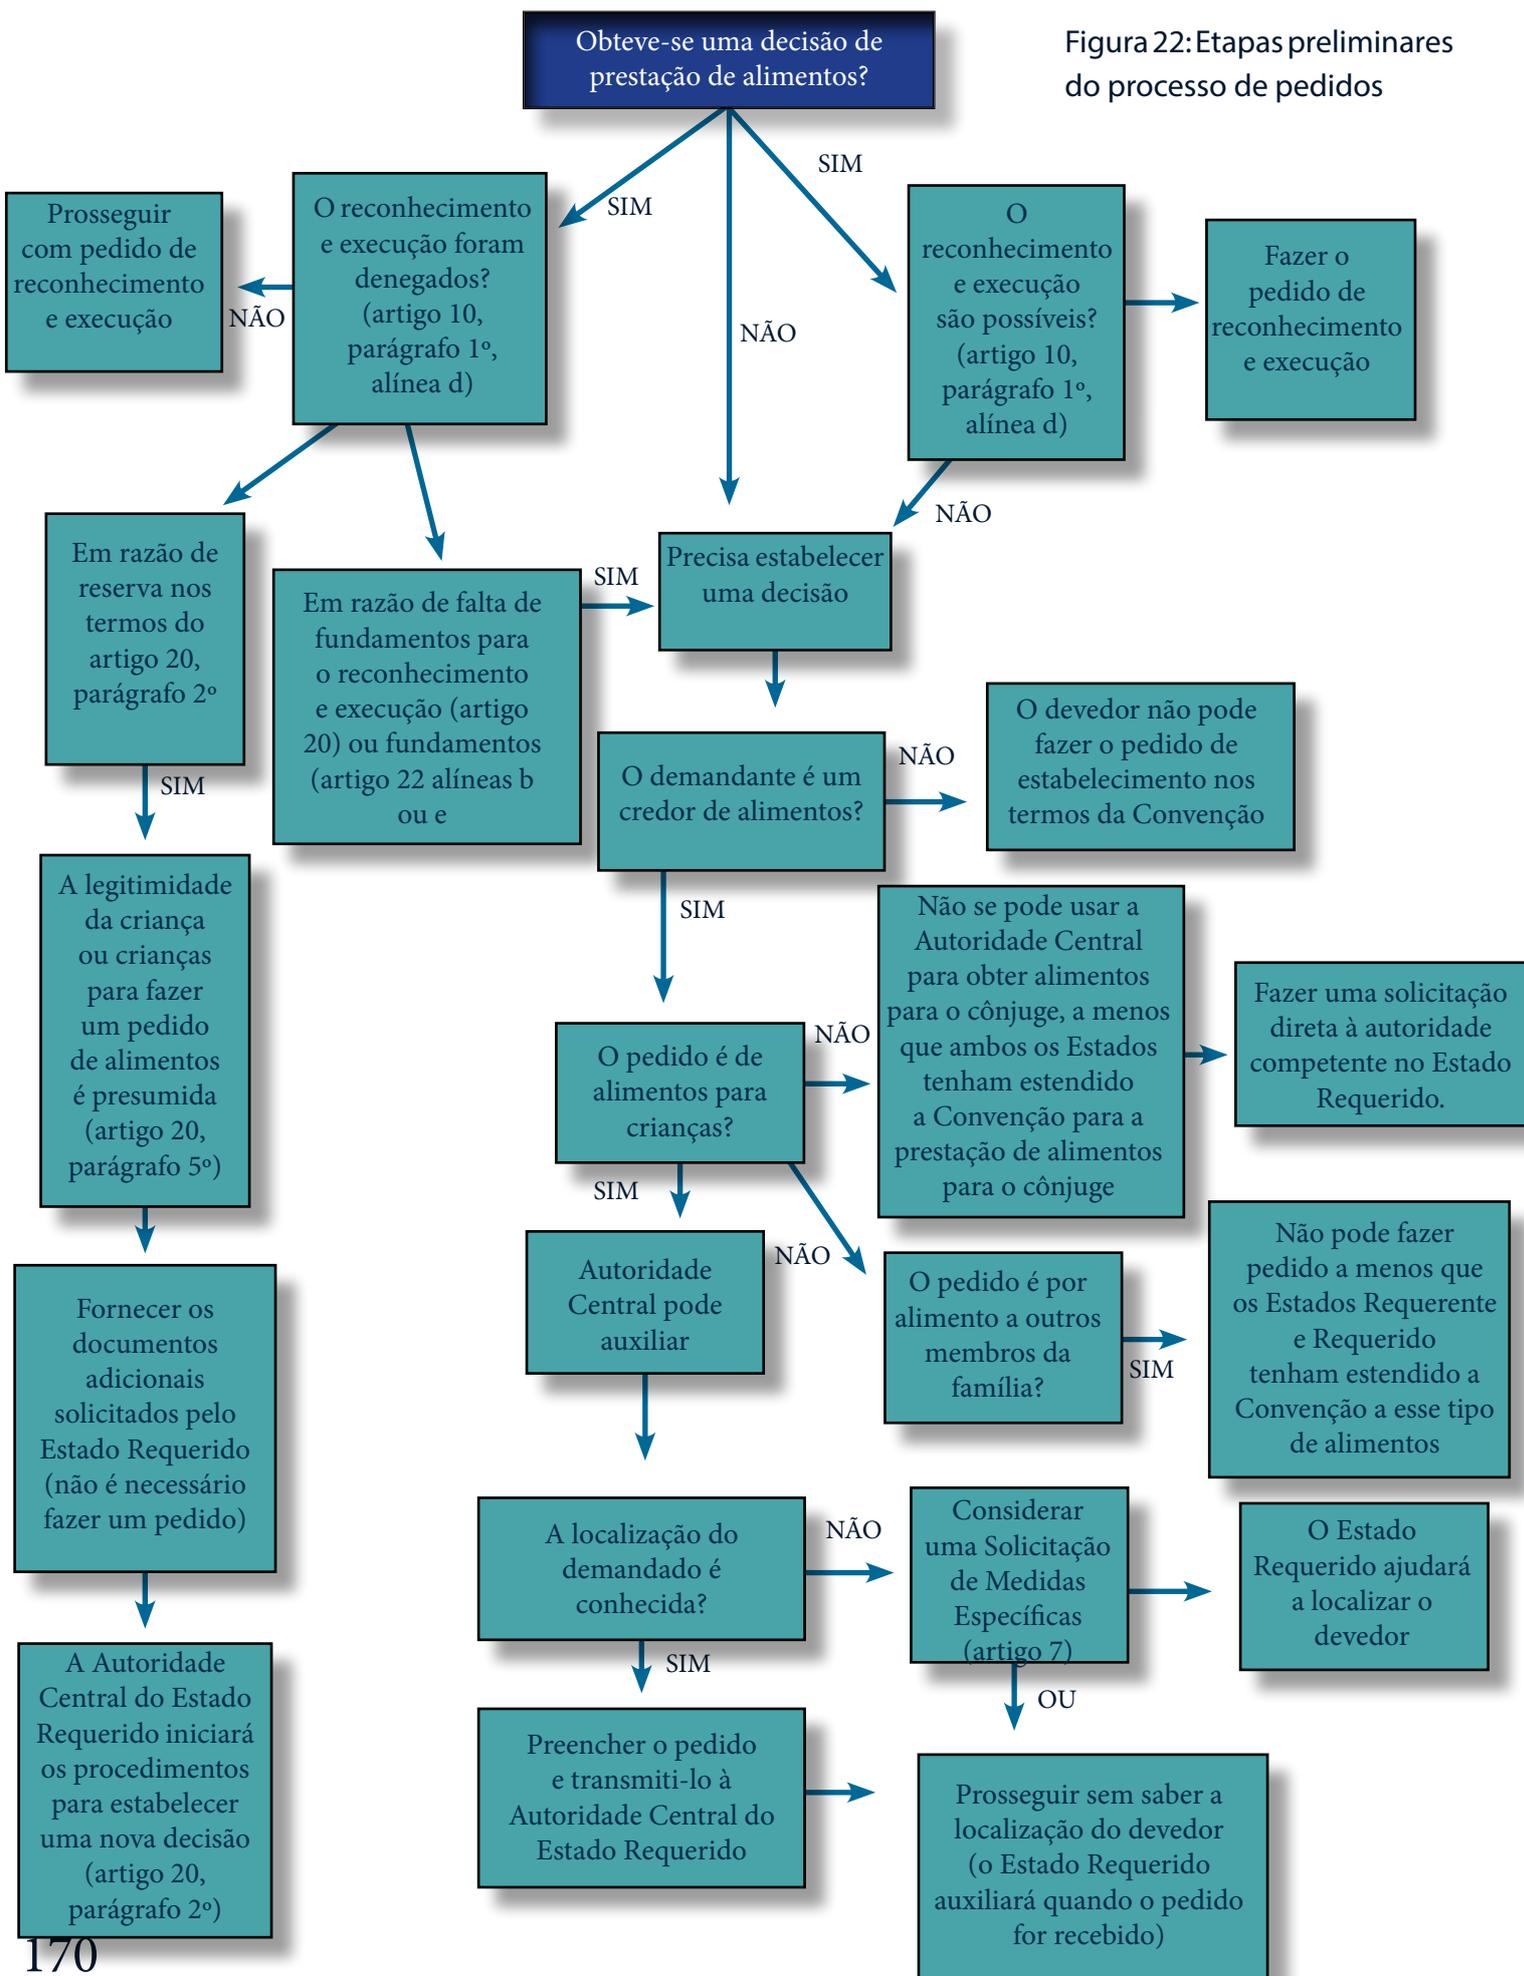 Obteve-se uma decisão de
prestação de alimentos?
Figura 22: Etapas preliminares
do processo de pedidos
SIM
SIM
NÃO
Prosseguir
com pedido de
reconhecimento
e execução
NÃO
O reconhecimento
e execução foram
denegados?
(artigo 10,
parágrafo 1º,
alínea d)
O
reconhecimento
e execução
são possíveis?
(artigo 10,
parágrafo 1º,
alínea d)
Fazer o
pedido de
reconhecimento
e execução
NÃO
Em razão de
reserva nos
termos do
artigo 20,
parágrafo 2º
SIM
Em razão de falta de
fundamentos para
o reconhecimento
e execução (artigo
20) ou fundamentos
(artigo 22 alíneas b
ou e
SIM
Precisa estabelecer
uma decisão
O demandante é um
credor de alimentos?
NÃO
O devedor não pode
fazer o pedido de
estabelecimento nos
termos da Convenção
SIM
A legitimidade
da criança
ou crianças
para fazer
um pedido
de alimentos
é presumida
(artigo 20,
parágrafo 5º)
O pedido é de
alimentos para
crianças?
NÃO
Não se pode usar a
Autoridade Central
para obter alimentos
para o cônjuge, a menos
que ambos os Estados
tenham estendido
a Convenção para a
prestação de alimentos
para o cônjuge
Fazer uma solicitação
direta à autoridade
competente no Estado
Requerido.
SIM
NÃO
Autoridade
Central pode
auxiliar
O pedido é por
alimento a outros
membros da
família?
SIM
Não pode fazer
pedido a menos que
os Estados Requerente
e Requerido
tenham estendido a
Convenção a esse tipo
de alimentos
Fornecer os
documentos
adicionais
solicitados pelo
Estado Requerido
(não é necessário
fazer um pedido)
A localização do
demandado é
conhecida?
NÃO
Considerar
uma Solicitação
de Medidas
Específicas
(artigo 7)
O Estado
Requerido ajudará
a localizar o
devedor
SIM
OU
A Autoridade
Central do Estado
Requerido iniciará
os procedimentos
para estabelecer
uma nova decisão
(artigo 20,
parágrafo 2º)
Preencher o pedido
e transmiti-lo à
Autoridade Central do
Estado Requerido
Prosseguir sem saber a
localização do devedor
(o Estado Requerido
auxiliará quando o pedido
for recebido)
170